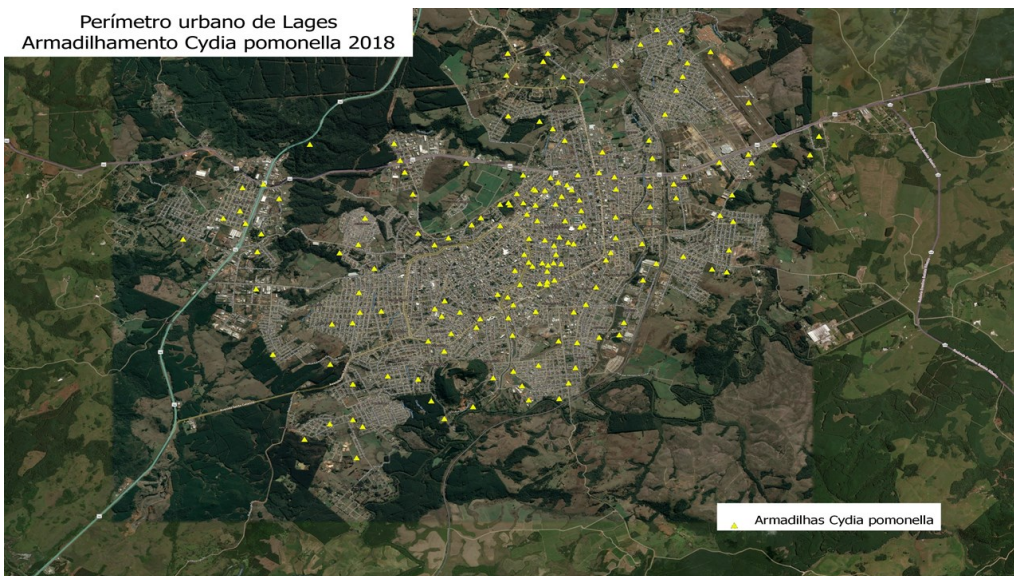 Perímetro urbano de Lages
Armadilhamento Cydia pomonella 2018
Armadilhas Cydia pomonella